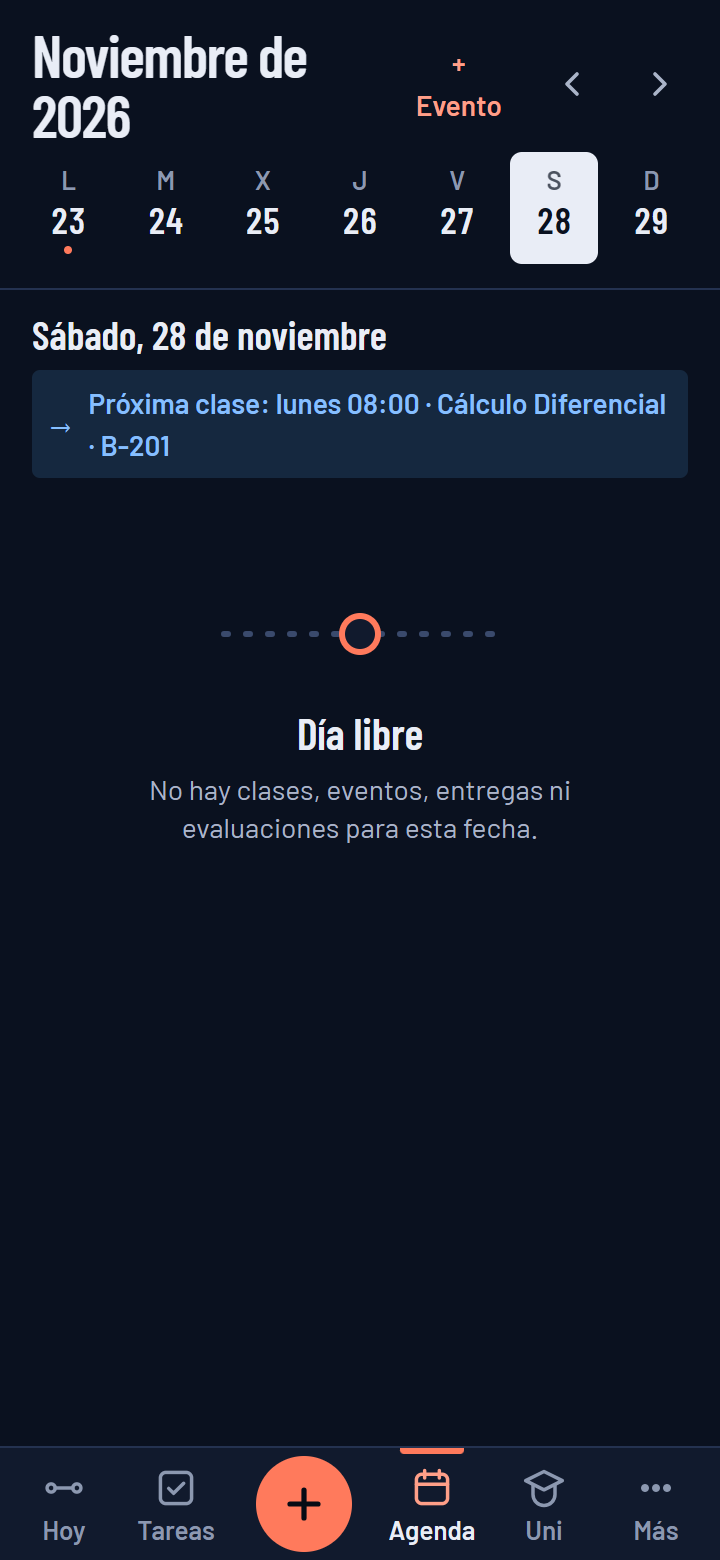 Noviembre de
2026
+
Evento
L M X J V S D
23 24 25 26 27 28 29
Sábado, 28 de noviembre
→ Próxima clase: lunes 08:00 · Cálculo Diferencial
· B-201
Día libre
No hay clases, eventos, entregas ni
evaluaciones para esta fecha.
Hoy Tareas Agenda Uni Más